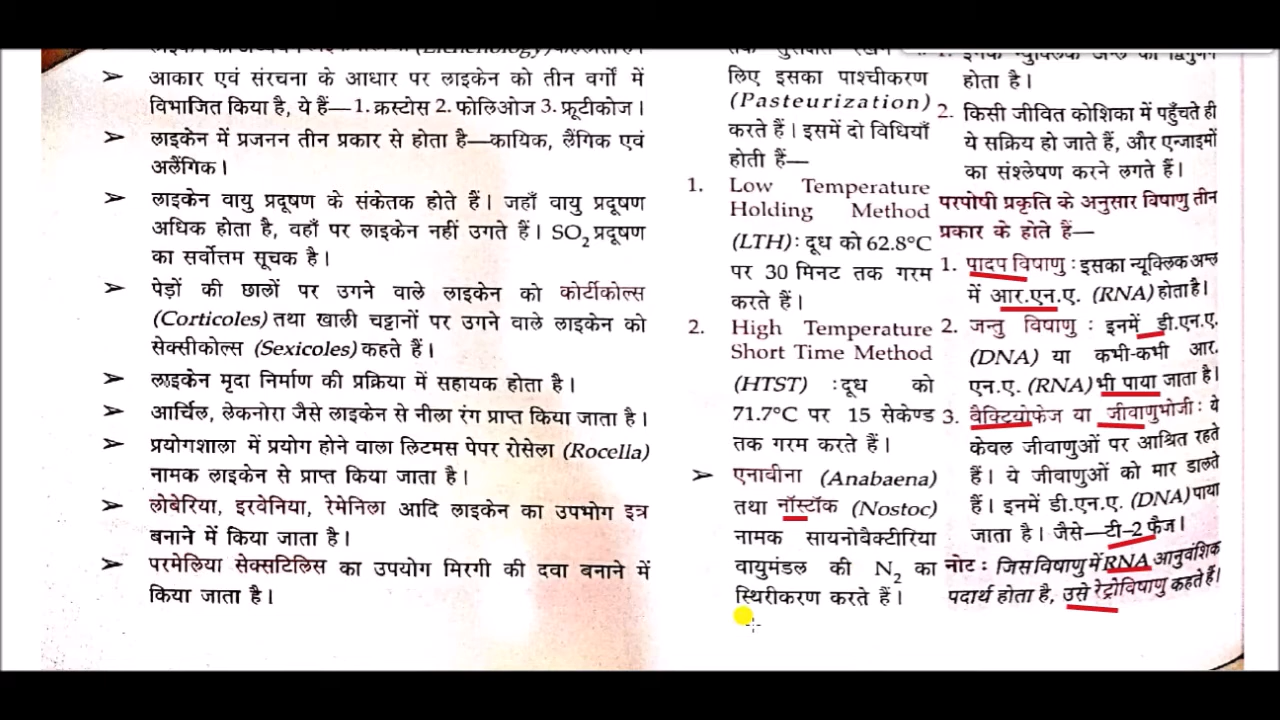 ➤ आकार एवं संरचना के आधार पर लाइकेन को तीन वर्गों में
विभाजित किया है, ये हैं— 1. क्रस्टोस 2. फोलिओज 3. फ्रूटीकोज।
➤ लाइकेन में प्रजनन तीन प्रकार से होता है—कायिक, लैंगिक एवं
अलैंगिक।
➤ लाइकेन वायु प्रदूषण के संकेतक होते हैं। जहाँ वायु प्रदूषण
अधिक होता है, वहाँ पर लाइकेन नहीं उगते हैं। SO2 प्रदूषण
का सर्वोत्तम सूचक है।
➤ पेड़ों की छालों पर उगने वाले लाइकेन को कोर्टीकोल्स
(Corticoles) तथा खाली चट्टानों पर उगने वाले लाइकेन को
सेक्सीकोल्स (Sexicoles) कहते हैं।
➤ लाइकेन मृदा निर्माण की प्रक्रिया में सहायक होता है।
➤ आर्चिल, लेकनोरा जैसे लाइकेन से नीला रंग प्राप्त किया जाता है।
➤ प्रयोगशाला में प्रयोग होने वाला लिटमस पेपर रोसेला (Rocella)
नामक लाइकेन से प्राप्त किया जाता है।
➤ लोबेरिया, इरवेनिया, रेमेनिला आदि लाइकेन का उपभोग इत्र
बनाने में किया जाता है।
➤ परमेलिया सेक्सटिलिस का उपयोग मिरगी की दवा बनाने में
किया जाता है।
लिए इसका पाश्चीकरण
(Pasteurization)
करते हैं। इसमें दो विधियाँ
होती हैं—
1. Low Temperature
Holding Method
(LTH) : दूध को 62.8°C
पर 30 मिनट तक गरम
करते हैं।
2. High Temperature
Short Time Method
(HTST) :दूध को
71.7°C पर 15 सेकेण्ड
तक गरम करते हैं।
➤ एनाबीना (Anabaena)
तथा नॉस्टॉक (Nostoc)
नामक सायनोबैक्टीरिया
वायुमंडल की N2 का
स्थिरीकरण करते हैं।
होता है।
2. किसी जीवित कोशिका में पहुँचते ही
ये सक्रिय हो जाते हैं, और एन्जाइमों
का संश्लेषण करने लगते हैं।
परपोषी प्रकृति के अनुसार विषाणु तीन
प्रकार के होते हैं—
1. पादप विषाणु : इसका न्यूक्लिक अम्ल
में आर.एन.ए. (RNA) होता है।
2. जन्तु विषाणु : इनमें डी.एन.ए.
(DNA) या कभी-कभी आर.
एन.ए. (RNA) भी पाया जाता है।
3. बैक्ट्रियोफेज या जीवाणुभोजी : ये
केवल जीवाणुओं पर आश्रित रहते
हैं। ये जीवाणुओं को मार डालते
हैं। इनमें डी.एन.ए. (DNA) पाया
जाता है। जैसे—टी-2 फैज।
नोट : जिस विषाणु में RNA आनुवंशिक
पदार्थ होता है, उसे रेट्रोविषाणु कहते हैं।